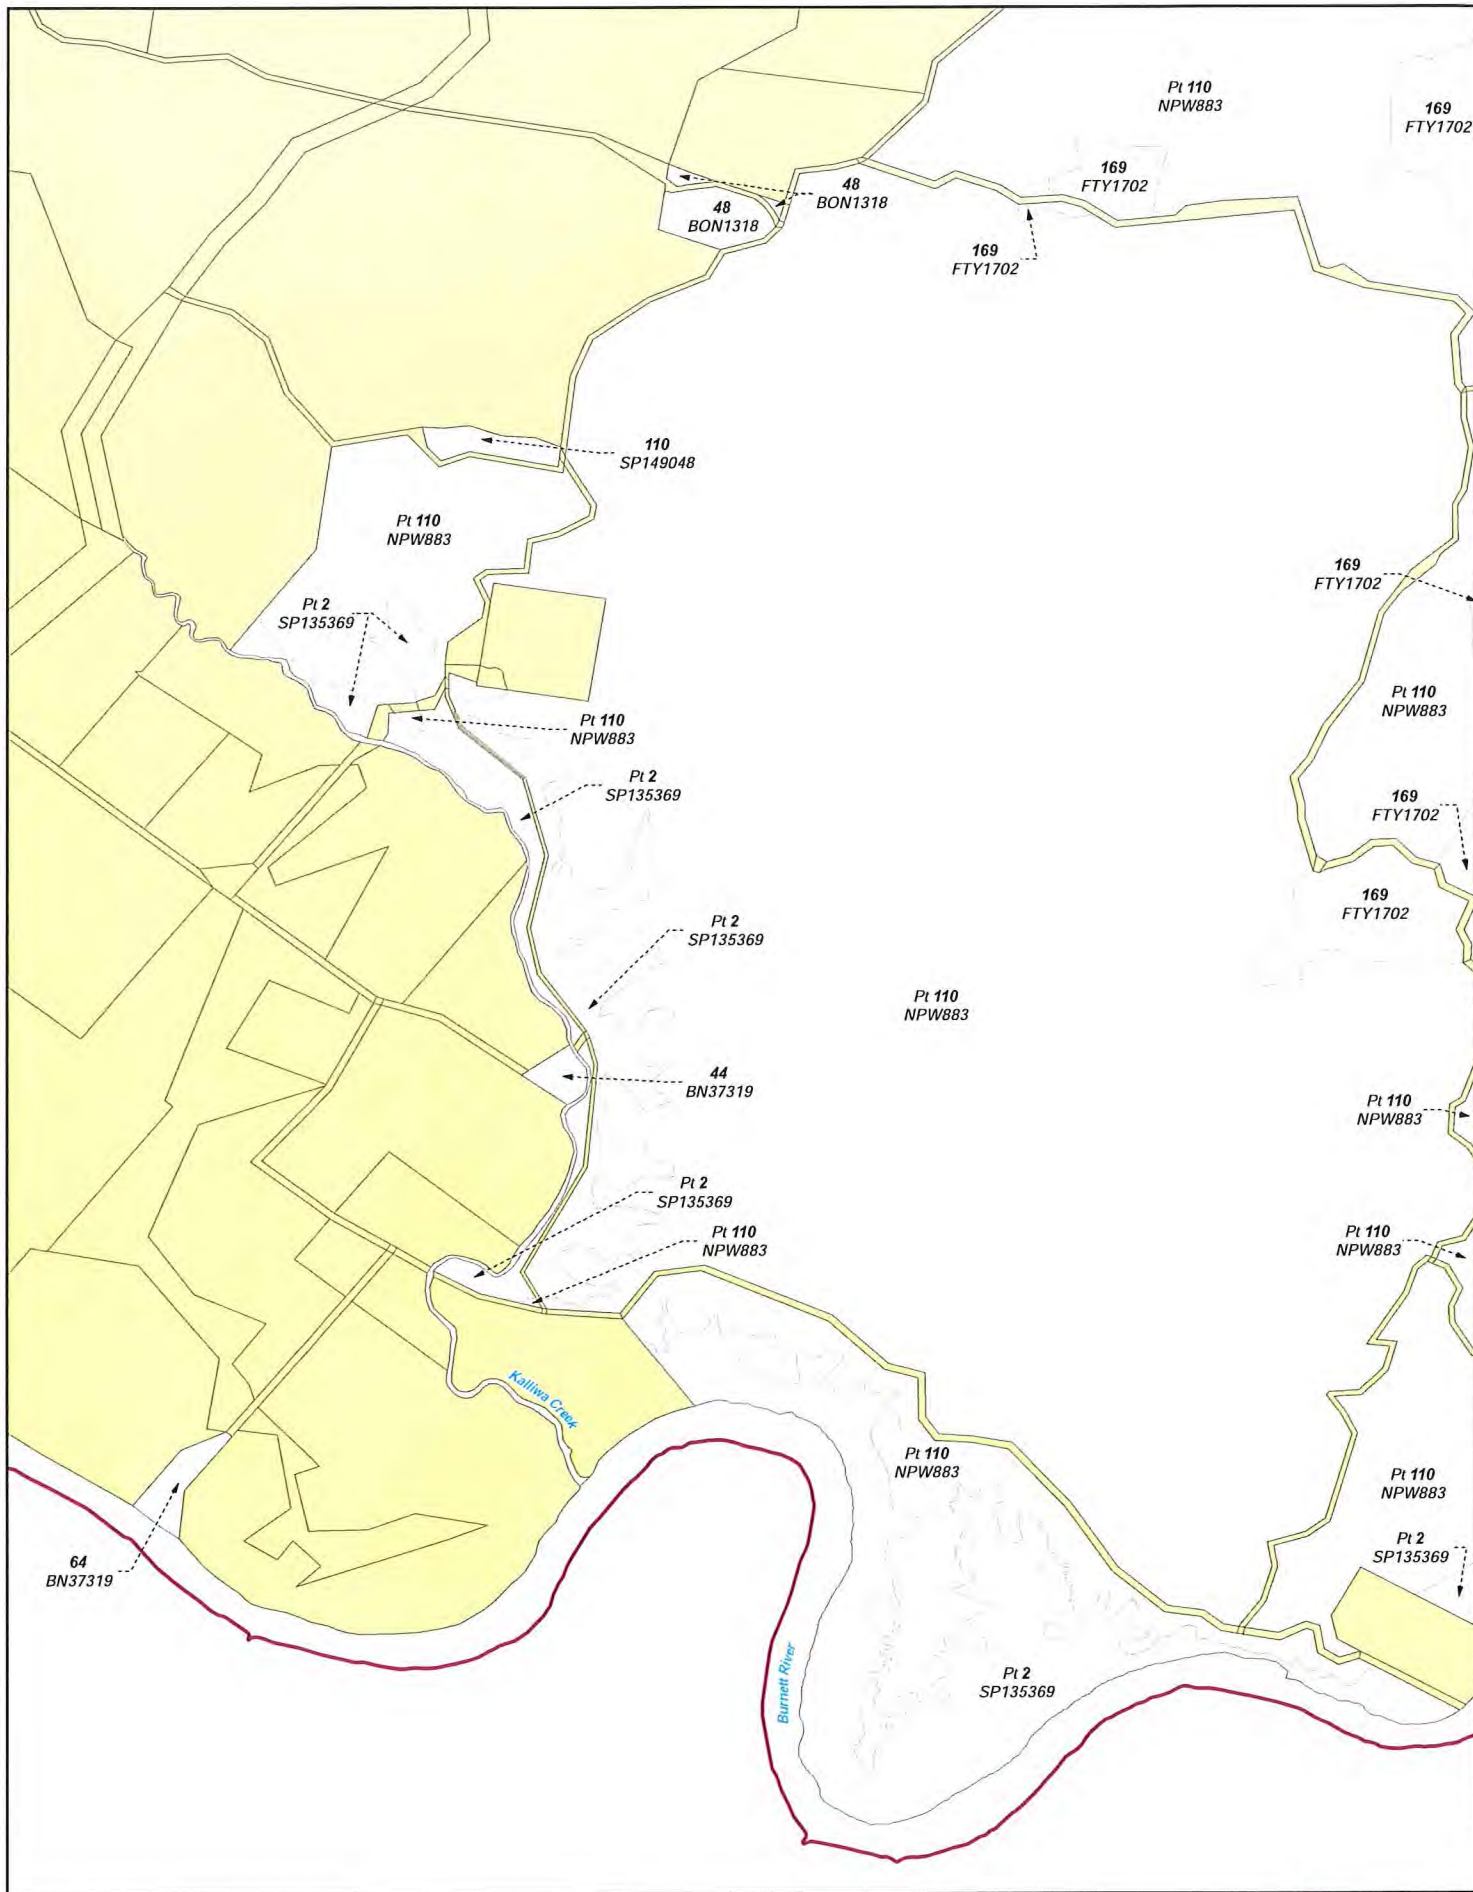 Pt 110
NPW883
169
FTY1702
169
FTY1702
48
BON1318
48
BON1318
169
FTY1702
110
SP149048
Pt 110
NPW883
169
FTY1702
Pt 2
SP135369
Pt 110
NPW883
Pt 110
NPW883
Pt 2
SP135369
169
FTY1702
169
FTY1702
Pt 2
SP135369
Pt 110
NPW883
44
BN37319
Pt 110
NPW883
Pt 2
SP135369
Pt 110
NPW883
Pt 110
NPW883
Kalliwa Creek
Pt 110
NPW883
Pt 110
NPW883
Pt 2
SP135369
64
BN37319
Burnett River
Pt 2
SP135369